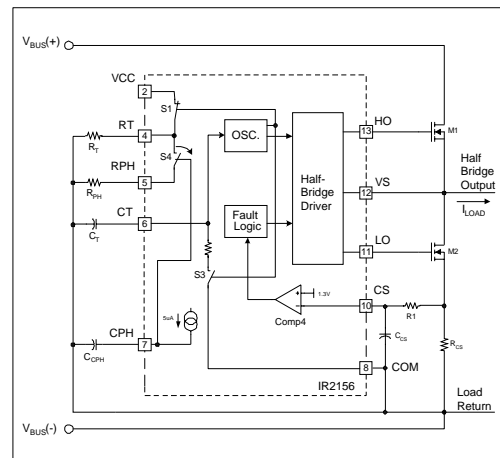 VBUS(+)
VCC
2
S1
RT
4
OSC.
HO
13
M1
RT
S4
RPH
5
RPH
Half-
Bridge
Driver
VS
12
Half
Bridge
Output
CT
6
ILOAD
CT
Fault
Logic
LO
11
M2
S3
CS
1.3V
10
R1
5uA
Comp4
CCS
RCS
CPH
7
CCPH
8
COM
IR2156
Load
Return
VBUS(-)